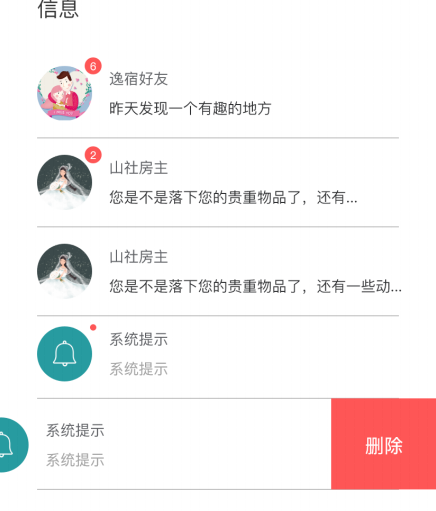 信息
6
逸宿好友
昨天发现一个有趣的地方
2
山社房主
您是不是落下您的贵重物品了，还有...
山社房主
您是不是落下您的贵重物品了，还有一些动...
系统提示
系统提示
系统提示
系统提示
删除